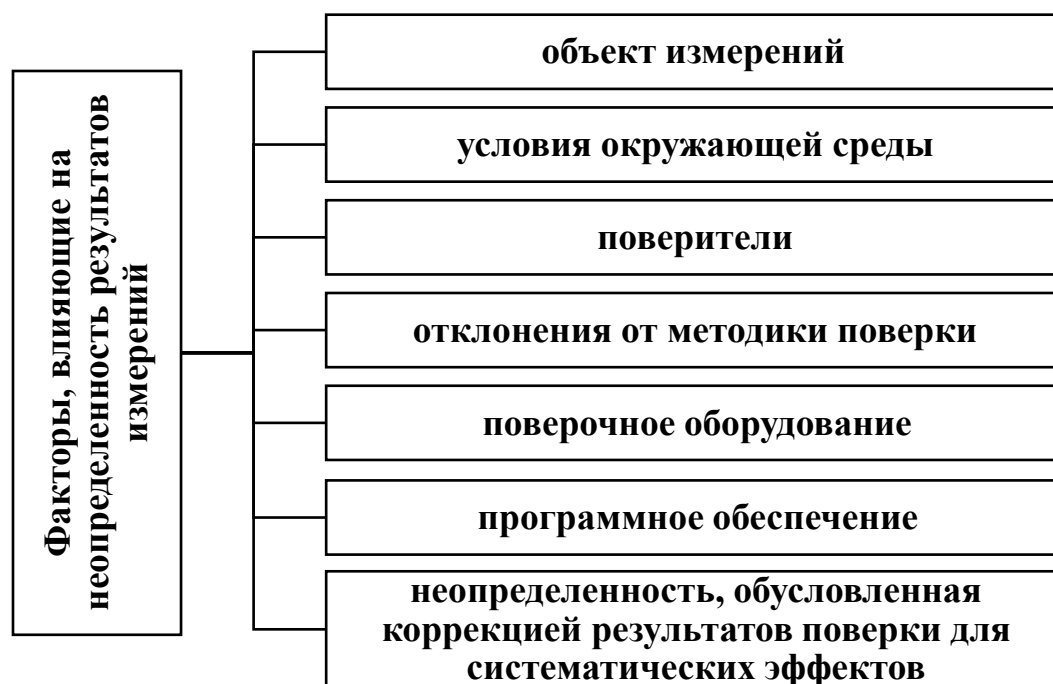 Факторы, влияющие на
неопределенность результатов
измерений
объект измерений
условия окружающей среды
поверители
отклонения от методики поверки
поверочное оборудование
программное обеспечение
неопределенность, обусловленная
коррекцией результатов поверки для
систематических эффектов